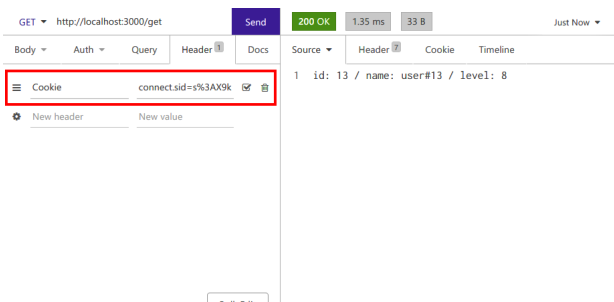 GET http://localhost:3000/get Send 200 OK 1.35 ms 33 B Just Now
Body Auth Query Header 1 Docs Source Header 7 Cookie Timeline
Cookie connect.sid=s%3AX9k
1 id: 13 / name: user#13 / level: 8
New header New value